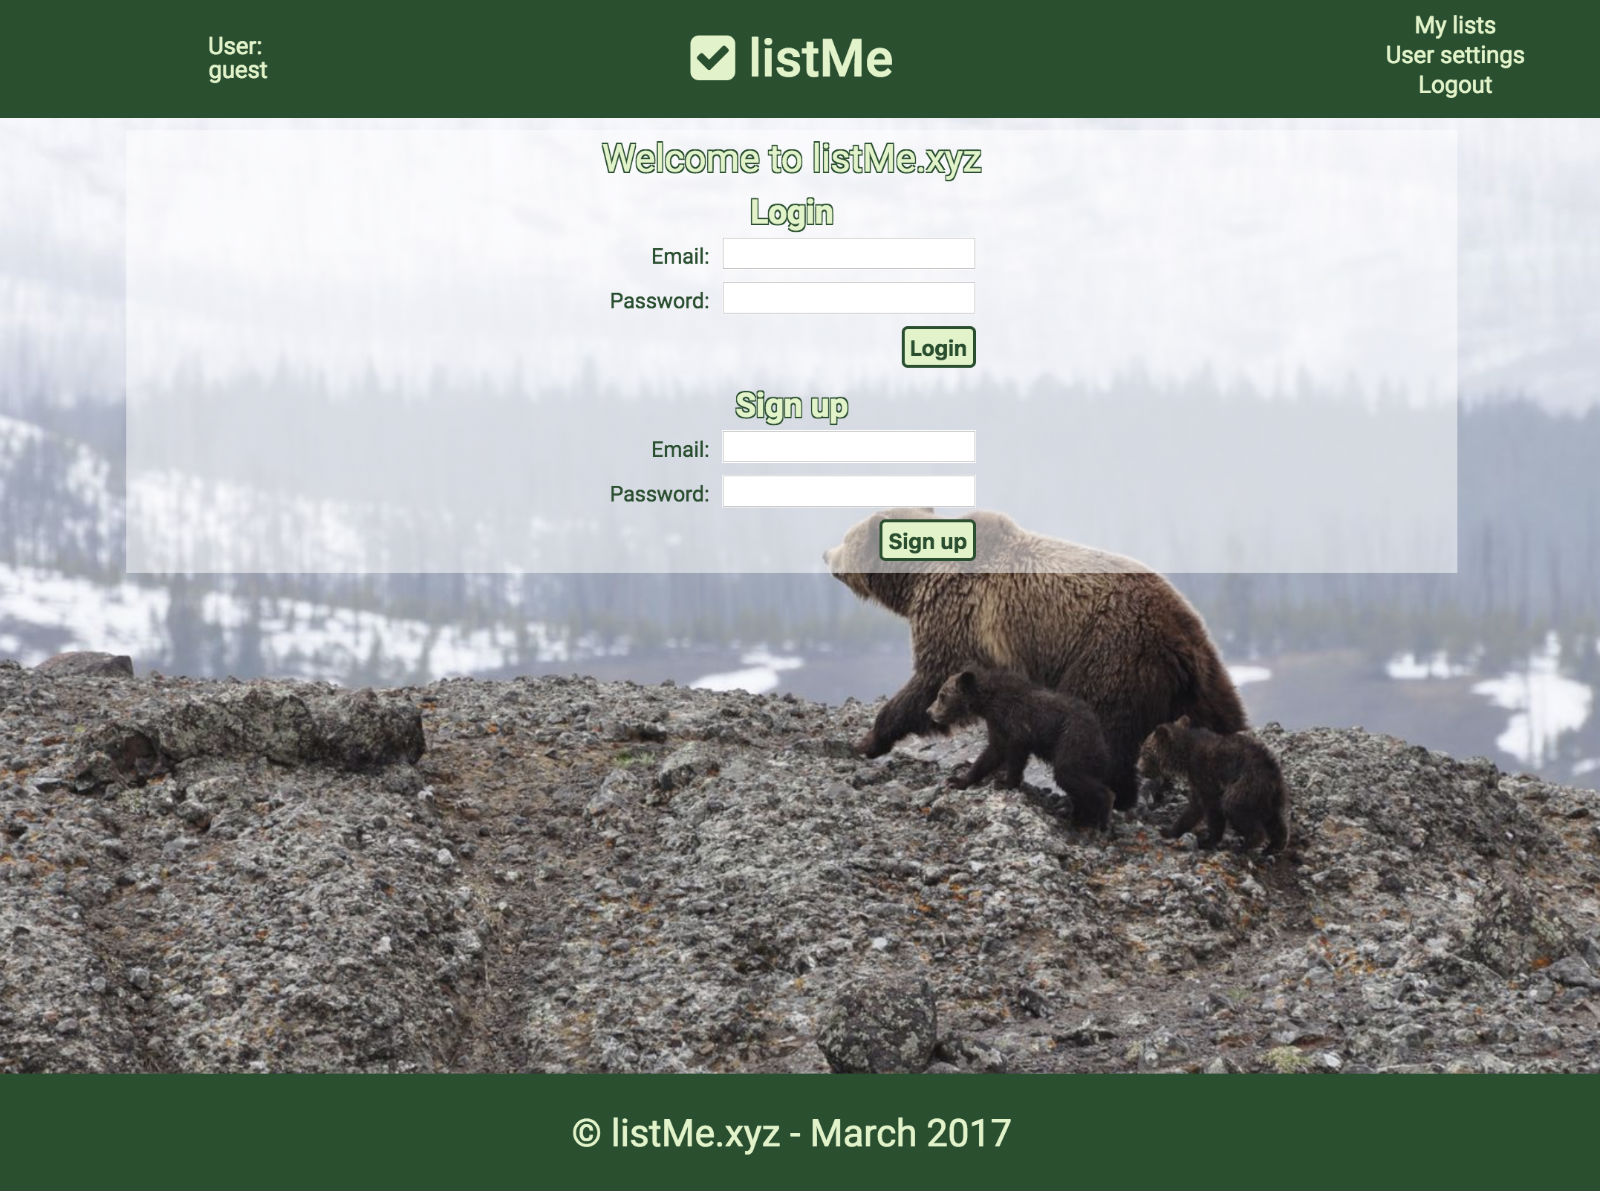 User:
guest
listMe
My lists
User settings
Logout
Welcome to listMe.xyz
Login
Email:
Password:
Login
Sign up
Email:
Password:
Sign up
© listMe.xyz - March 2017